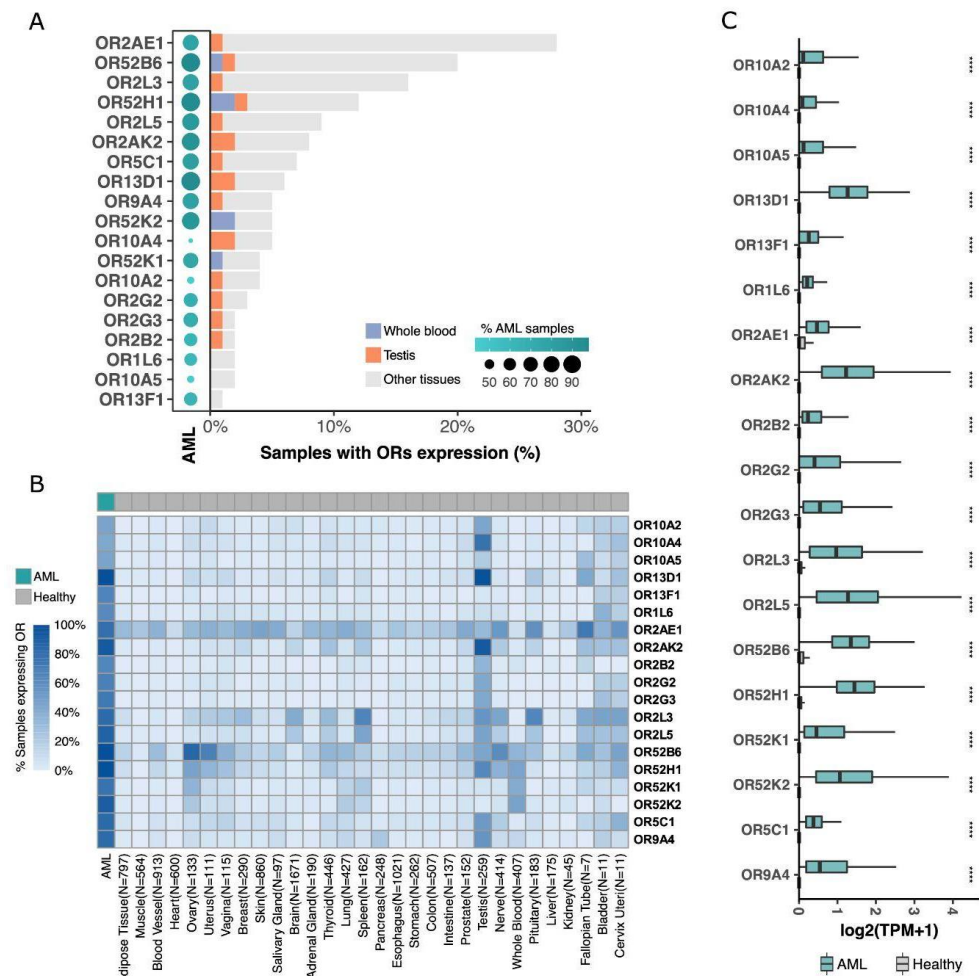 A
OR2AE1
OR52B6
OR2L3
OR52H1
OR2L5
OR2AK2
OR5C1
OR13D1
OR9A4
OR52K2
OR10A4
OR52K1
OR10A2
OR2G2
OR2G3
OR2B2
OR1L6
OR10A5
OR13F1
AML
0%
10%
20%
30%
Samples with ORs expression (%)
Whole blood
Testis
Other tissues
% AML samples
50 60 70 80 90
B
AML
Healthy
% Samples expressing OR
100%
80%
60%
40%
20%
0%
OR10A2
OR10A4
OR10A5
OR13D1
OR13F1
OR1L6
OR2AE1
OR2AK2
OR2B2
OR2G2
OR2G3
OR2L3
OR2L5
OR52B6
OR52H1
OR52K1
OR52K2
OR5C1
OR9A4
AML
dipose Tissue(N=797)
Muscle(N=564)
Blood Vessel(N=913)
Heart(N=600)
Ovary(N=133)
Uterus(N=111)
Vagina(N=115)
Breast(N=290)
Skin(N=860)
Salivary Gland(N=97)
Brain(N=1671)
Adrenal Gland(N=190)
Thyroid(N=446)
Lung(N=427)
Spleen(N=162)
Pancreas(N=248)
Esophagus(N=1021)
Stomach(N=262)
Colon(N=507)
Intestine(N=137)
Prostate(N=152)
Testis(N=259)
Nerve(N=414)
Whole Blood(N=407)
Pituitary(N=183)
Liver(N=175)
Kidney(N=45)
Fallopian Tube(N=7)
Bladder(N=11)
Cervix Uteri(N=11)
C
OR10A2 ****
OR10A4 ****
OR10A5 ****
OR13D1 ****
OR13F1 ****
OR1L6 ****
OR2AE1 ****
OR2AK2 ****
OR2B2 ****
OR2G2 ****
OR2G3 ****
OR2L3 ****
OR2L5 ****
OR52B6 ****
OR52H1 ****
OR52K1 ****
OR52K2 ****
OR5C1 ****
OR9A4 ****
0 1 2 3 4
log2(TPM+1)
AML Healthy